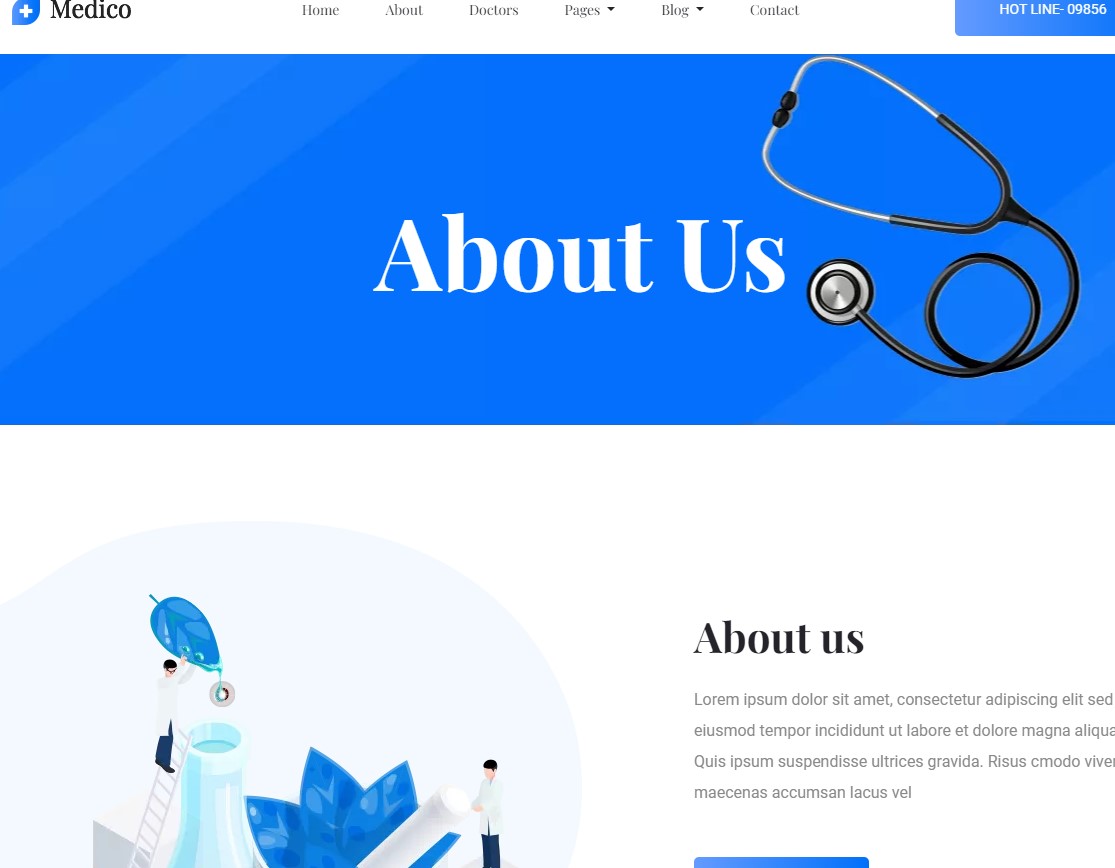 Medico
Home
About
Doctors
Pages
Blog
Contact
HOT LINE- 09856
About Us
About us
Lorem ipsum dolor sit amet, consectetur adipiscing elit sed
eiusmod tempor incididunt ut labore et dolore magna aliqua
Quis ipsum suspendisse ultrices gravida. Risus cmodo viver
maecenas accumsan lacus vel